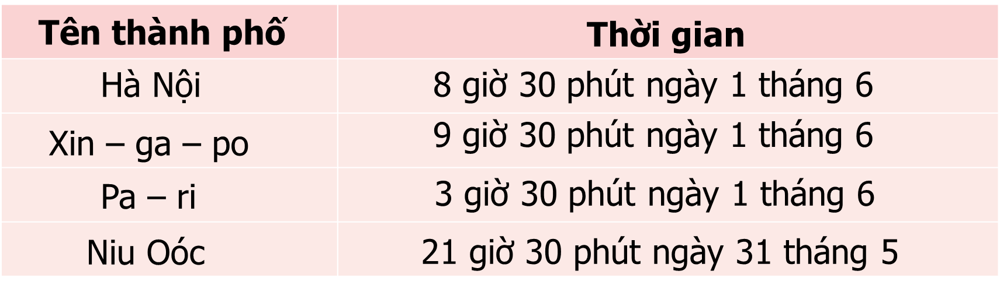 Tên thành phố Thời gian
Hà Nội 8 giờ 30 phút ngày 1 tháng 6
Xin – ga – po 9 giờ 30 phút ngày 1 tháng 6
Pa – ri 3 giờ 30 phút ngày 1 tháng 6
Niu Oóc 21 giờ 30 phút ngày 31 tháng 5